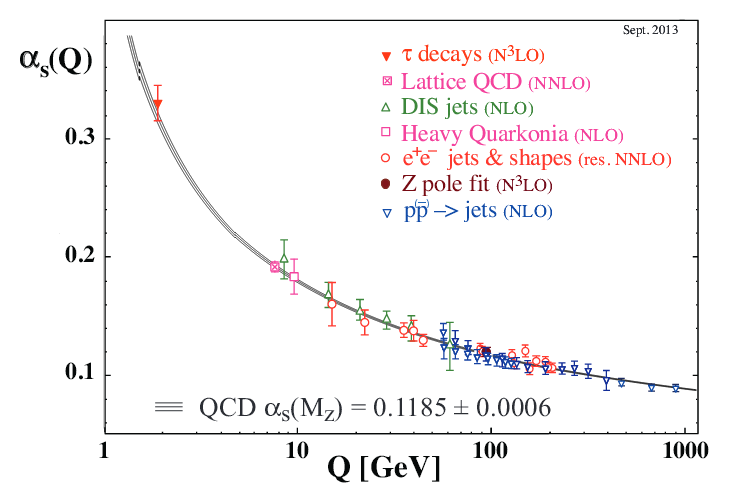 Sept. 2013
αs(Q)
τ decays (N³LO)
Lattice QCD (NNLO)
DIS jets (NLO)
Heavy Quarkonia (NLO)
e⁺e⁻ jets & shapes (res. NNLO)
Z pole fit (N³LO)
pp̄ –> jets (NLO)
0.3
0.2
0.1
QCD αs(Mz) = 0.1185 ± 0.0006
1 10 100 1000
Q [GeV]